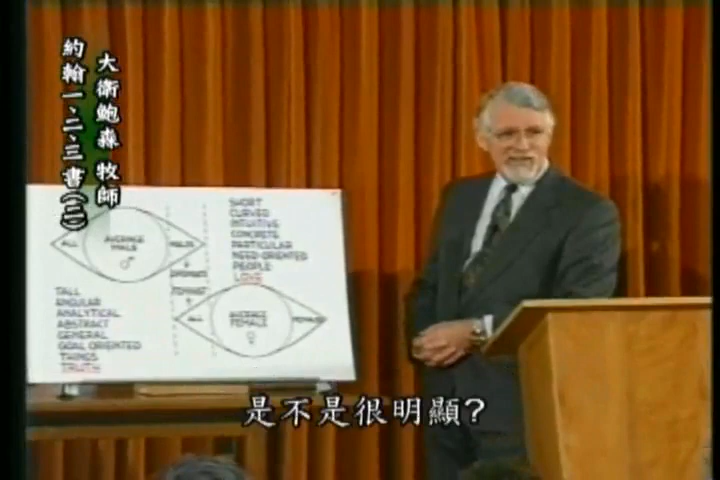 大衛鮑森 牧師
約翰一、二、三書(二)
SHORT
CURVED
INTUITIVE
CONCRETE
PARTICULAR
NEED ORIENTED
PEOPLE
LOVE
ALL
AVERAGE
MALE
♂
MALES
TALL
ANGULAR
ANALYTICAL
ABSTRACT
GENERAL
GOAL ORIENTED
THINGS
TRUTH
ALL
AVERAGE
FEMALE
♀
FEMALES
是不是很明顯?